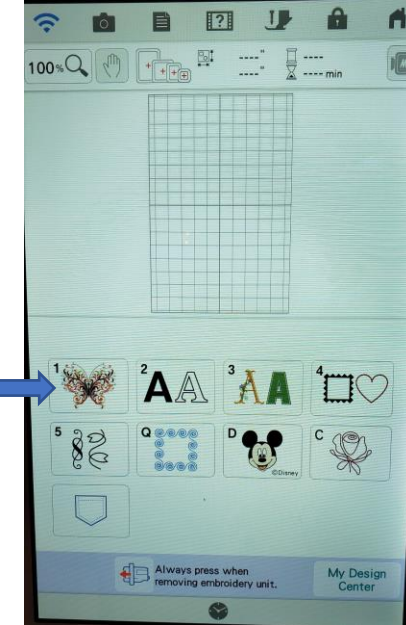 100%
----"
----"
----
---- min
1
2
AA
3
AA
4
5
Q
D
©Disney
C
Always press when
removing embroidery unit.
My Design
Center